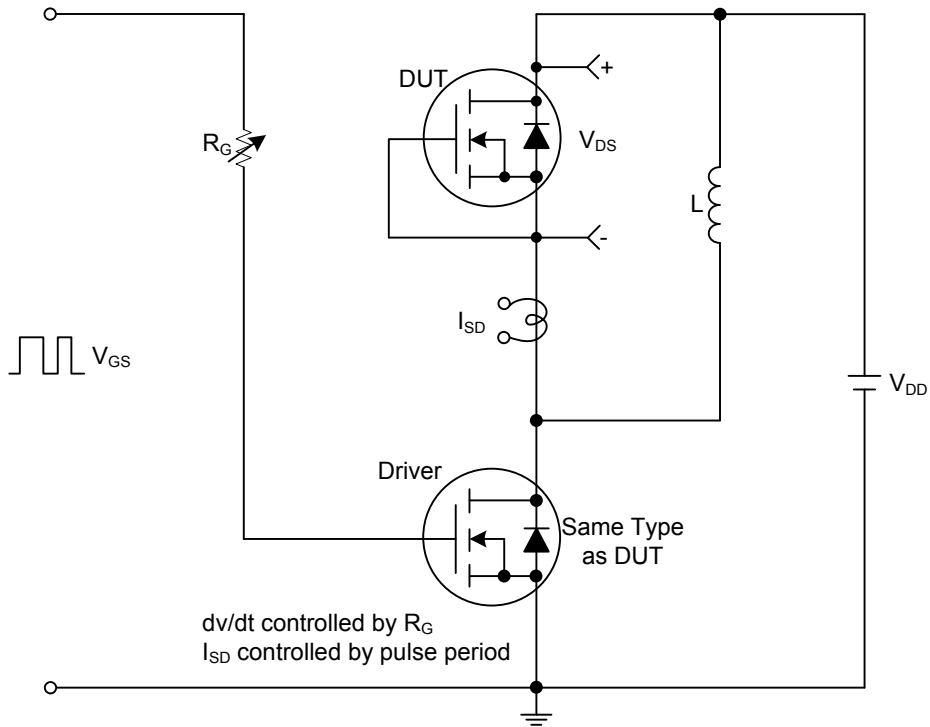 DUT
+
R_G
V_DS
L
-
I_SD
V_GS
V_DD
Driver
Same Type
as DUT
dv/dt controlled by R_G
I_SD controlled by pulse period